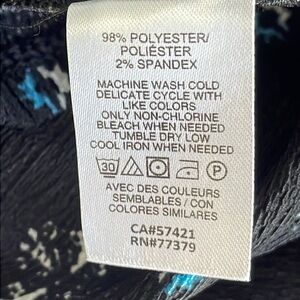 98% POLYESTER/
POLIÉSTER
2% SPANDEX
MACHINE WASH COLD
DELICATE CYCLE WITH
LIKE COLORS
ONLY NON-CHLORINE
BLEACH WHEN NEEDED
TUMBLE DRY LOW
COOL IRON WHEN NEEDED
30 P
AVEC DES COULEURS
SEMBLABLES / CON
COLORES SIMILARES
CA#57421
RN#77379